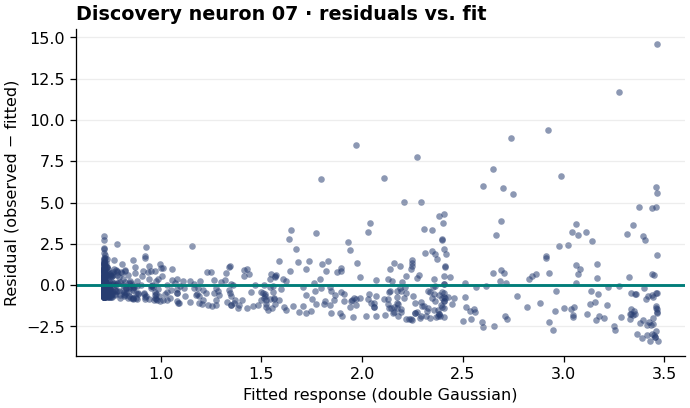 Discovery neuron 07 · residuals vs. fit
15.0
12.5
10.0
7.5
5.0
2.5
0.0
−2.5
Residual (observed − fitted)
1.0 1.5 2.0 2.5 3.0 3.5
Fitted response (double Gaussian)